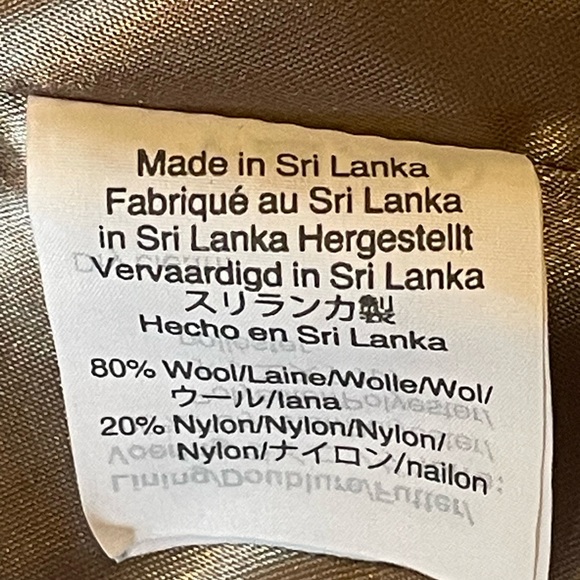 Made in Sri Lanka
Fabriqué au Sri Lanka
in Sri Lanka Hergestellt
Vervaardigd in Sri Lanka
スリランカ製
Hecho en Sri Lanka
80% Wool/Laine/Wolle/Wol/
ウール/lana
20% Nylon/Nylon/Nylon/
Nylon/ナイロン/nailon